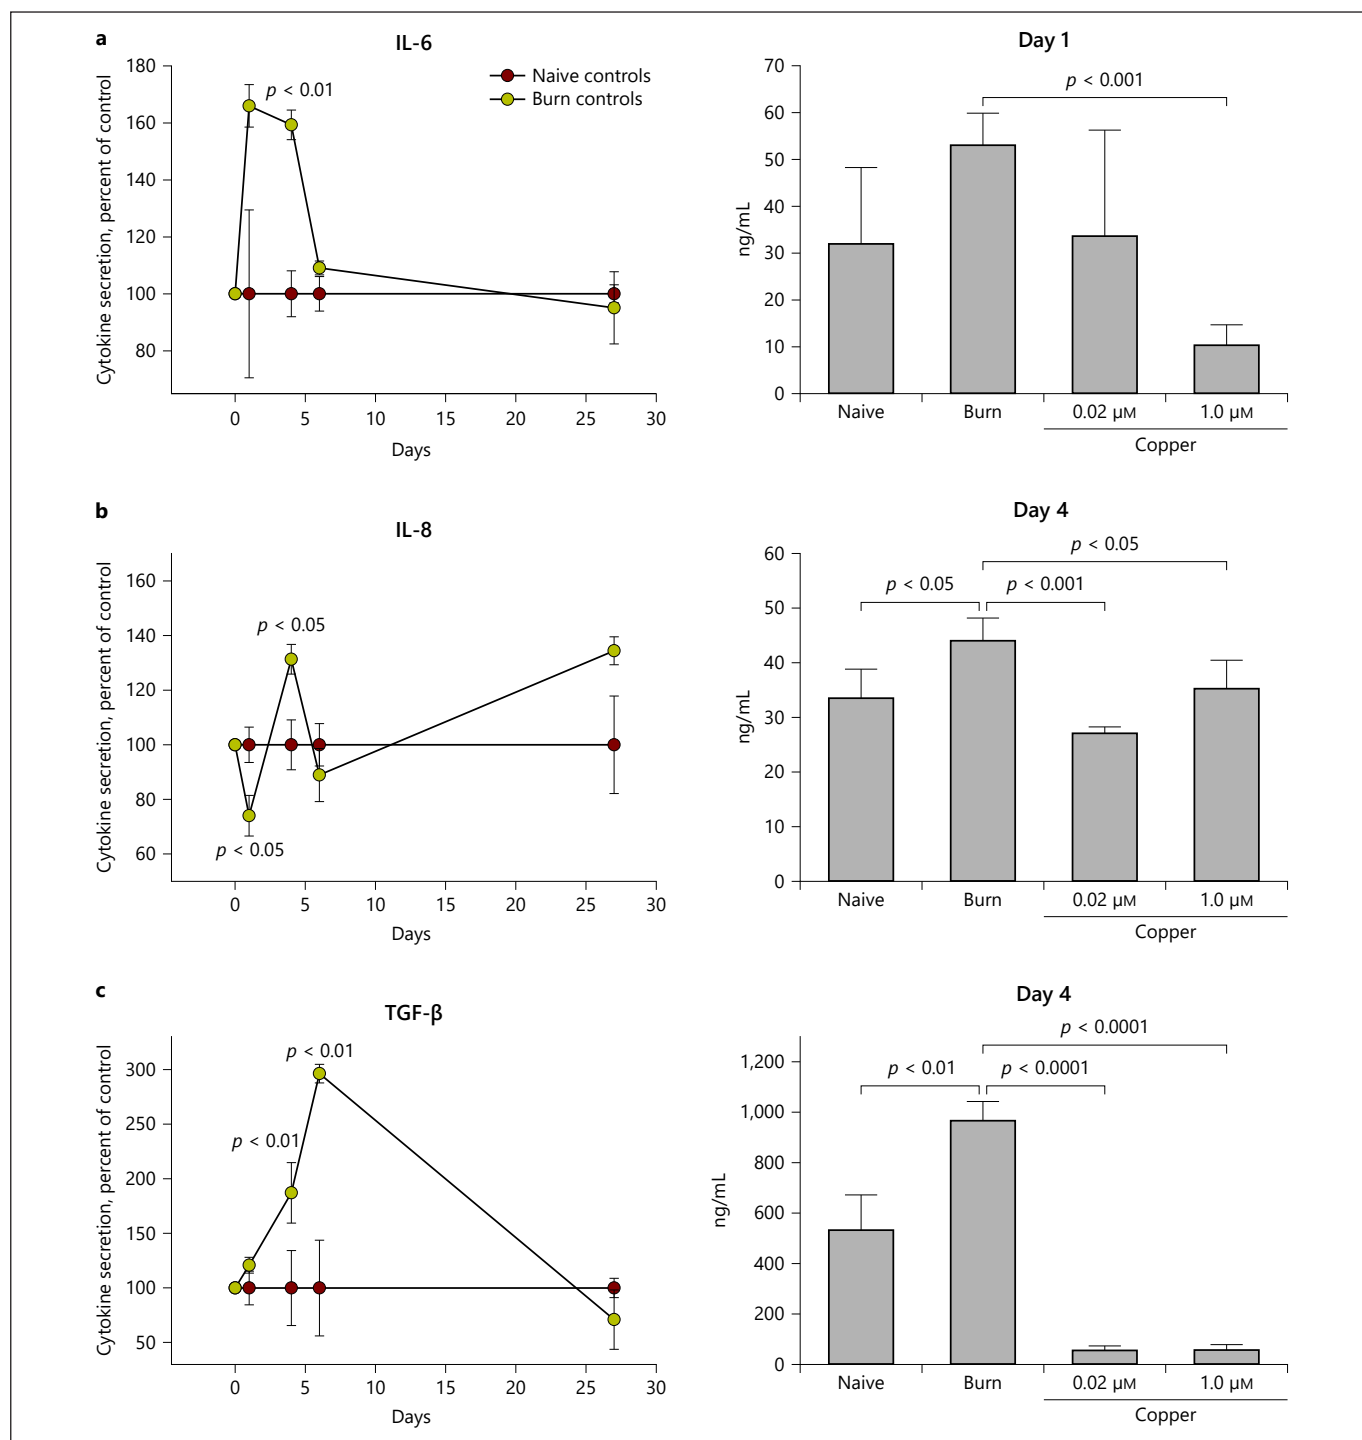 a
IL-6
Naive controls
Burn controls
p < 0.01
Cytokine secretion, percent of control
180
160
140
120
100
80
0 5 10 15 20 25 30
Days
Day 1
p < 0.001
ng/mL
70
60
50
40
30
20
10
0
Naive Burn 0.02 µM 1.0 µM
Copper
b
IL-8
p < 0.05
p < 0.05
Cytokine secretion, percent of control
160
140
120
100
80
60
0 5 10 15 20 25 30
Days
Day 4
p < 0.05
p < 0.05 p < 0.001
ng/mL
60
50
40
30
20
10
0
Naive Burn 0.02 µM 1.0 µM
Copper
c
TGF-β
p < 0.01
p < 0.01
Cytokine secretion, percent of control
300
250
200
150
100
50
0 5 10 15 20 25 30
Days
Day 4
p < 0.0001
p < 0.01 p < 0.0001
ng/mL
1,200
1,000
800
600
400
200
0
Naive Burn 0.02 µM 1.0 µM
Copper